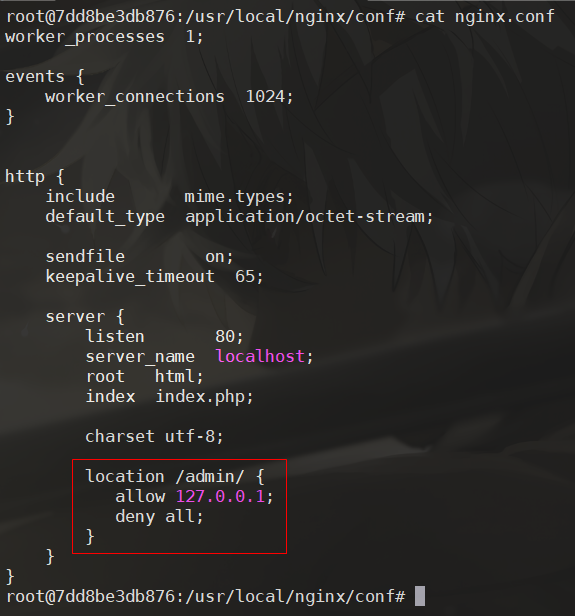 root@7dd8be3db876:/usr/local/nginx/conf# cat nginx.conf
worker_processes  1;
events {
    worker_connections  1024;
}
http {
    include       mime.types;
    default_type  application/octet-stream;
    sendfile        on;
    keepalive_timeout  65;
    server {
        listen       80;
        server_name  localhost;
        root   html;
        index  index.php;
        charset utf-8;
        location /admin/ {
           allow 127.0.0.1;
           deny all;
        }
    }
}
root@7dd8be3db876:/usr/local/nginx/conf#